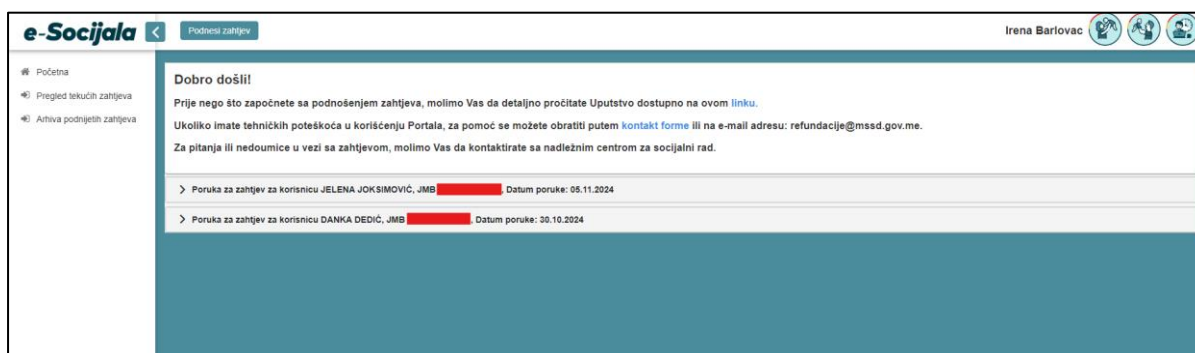 e-Socijala
Podnesi zahtjev
Irena Barlovac
Početna
Pregled tekućih zahtjeva
Arhiva podnijetih zahtjeva
Dobro došli!
Prije nego što započnete sa podnošenjem zahtjeva, molimo Vas da detaljno pročitate Uputstvo dostupno na ovom linku.
Ukoliko imate tehničkih poteškoća u korišćenju Portala, za pomoć se možete obratiti putem kontakt forme ili na e-mail adresu: refundacije@mssd.gov.me.
Za pitanja ili nedoumice u vezi sa zahtjevom, molimo Vas da kontaktirate sa nadležnim centrom za socijalni rad.
Poruka za zahtjev za korisnicu JELENA JOKSIMOVIĆ, JMB , Datum poruke: 05.11.2024
Poruka za zahtjev za korisnicu DANKA DEDIĆ, JMB , Datum poruke: 30.10.2024